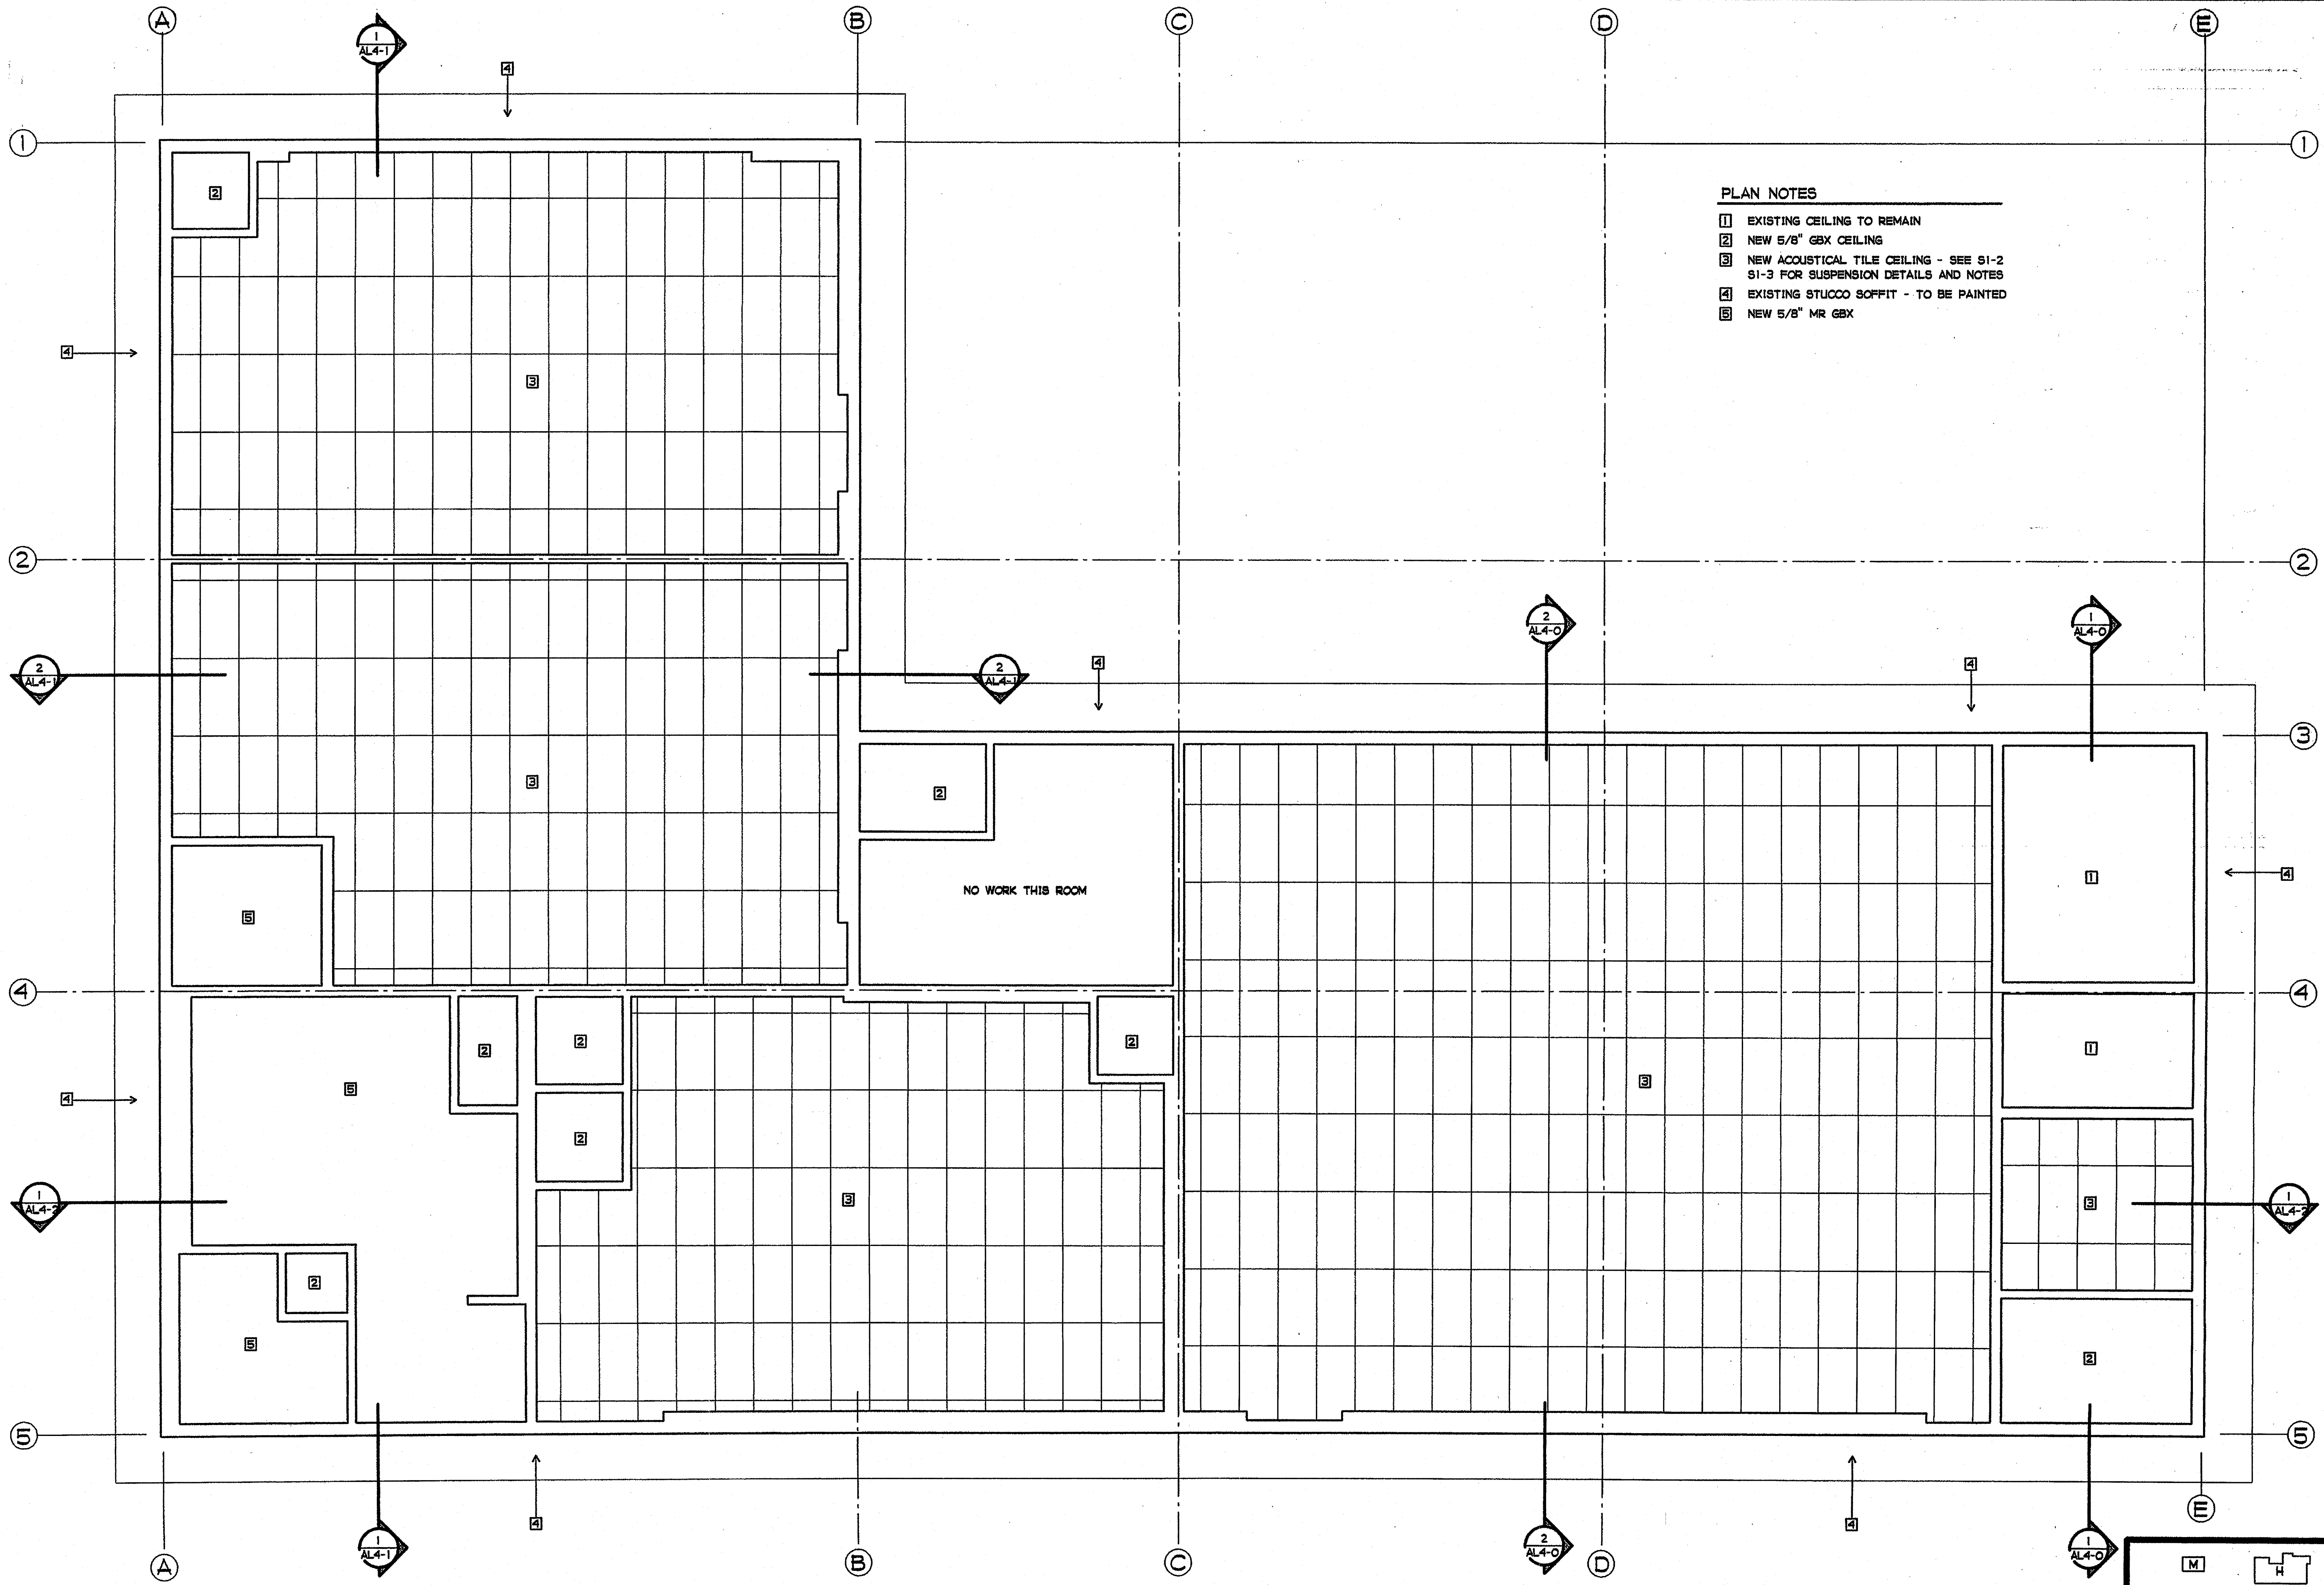 A
B
C
D
E
1
AL4-1
4
1
1
2
PLAN NOTES
1 EXISTING CEILING TO REMAIN
2 NEW 5/8" GBX CEILING
3 NEW ACOUSTICAL TILE CEILING - SEE S1-2
S1-3 FOR SUSPENSION DETAILS AND NOTES
4 EXISTING STUCCO SOFFIT - TO BE PAINTED
5 NEW 5/8" MR GBX
4
3
2
2
2
AL4-0
1
AL4-0
2
AL4-1
2
AL4-1
4
4
3
3
2
NO WORK THIS ROOM
1
4
5
4
4
2
2
2
1
5
3
4
2
1
AL4-2
3
3
1
AL4-2
2
5
2
5
5
4
4
E
1
AL4-1
2
AL4-0
1
AL4-0
A
B
C
D
M
H